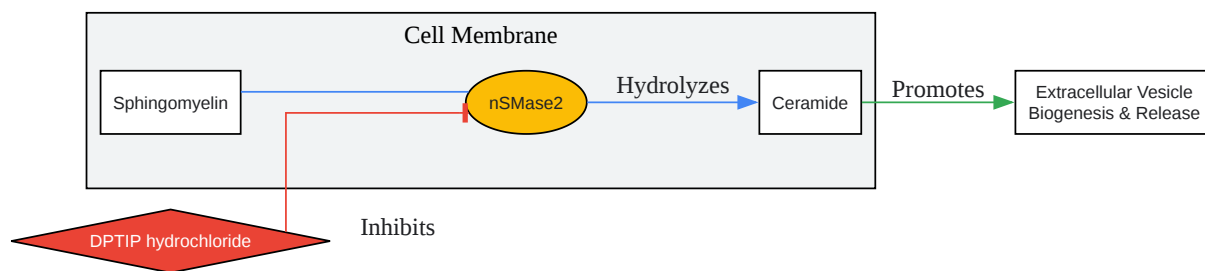 Cell Membrane
Sphingomyelin
nSMase2
Hydrolyzes
Ceramide
Promotes
Extracellular Vesicle
Biogenesis & Release
DPTIP hydrochloride
Inhibits